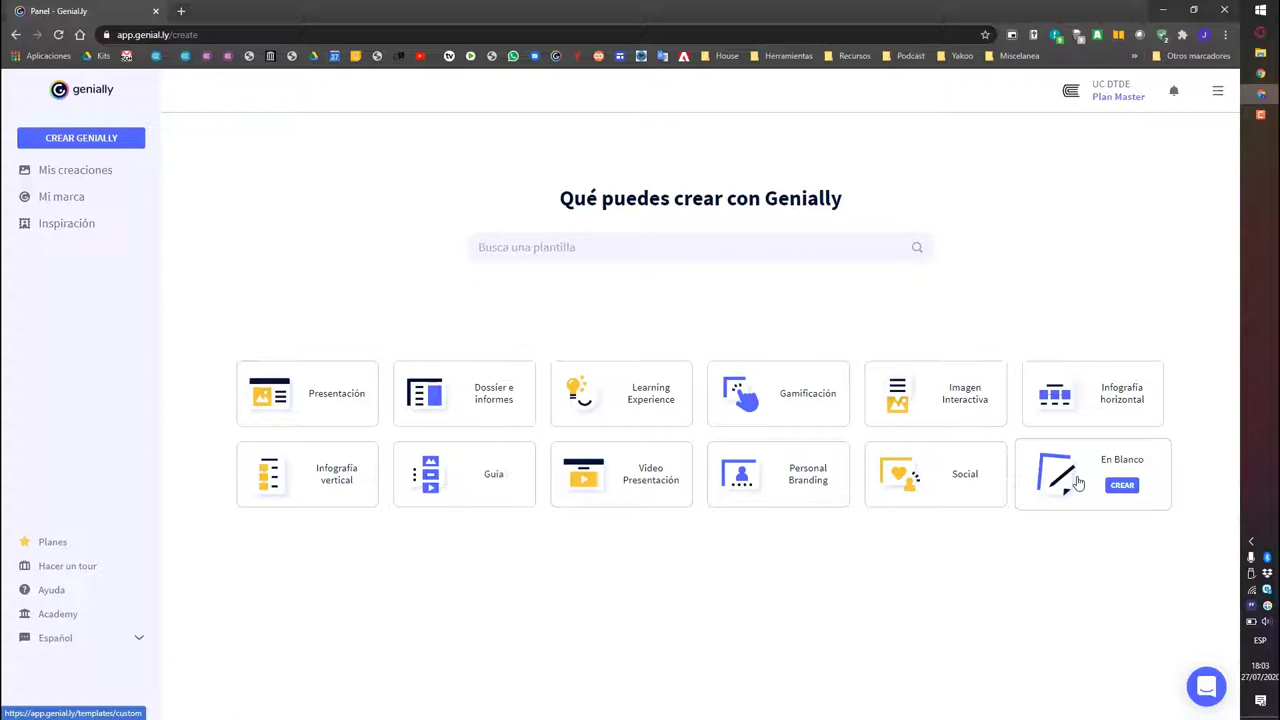 Panel - Genial.ly
app.genial.ly/create
Aplicaciones
Kits
House
Herramientas
Recursos
Podcast
Yakoo
Miscelanea
»
Otros marcadores
genially
UC DTDE
Plan Master
CREAR GENIALLY
Mis creaciones
Mi marca
Inspiración
Qué puedes crear con Genially
Busca una plantilla
Presentación
Dossier e
informes
Learning
Experience
Gamificación
Imagen
Interactiva
Infografía
horizontal
Infografía
vertical
Guía
Video
Presentación
Personal
Branding
Social
En Blanco
CREAR
Planes
Hacer un tour
Ayuda
Academy
Español
ESP
18:03
27/07/2020
https://app.genial.ly/templates/custom